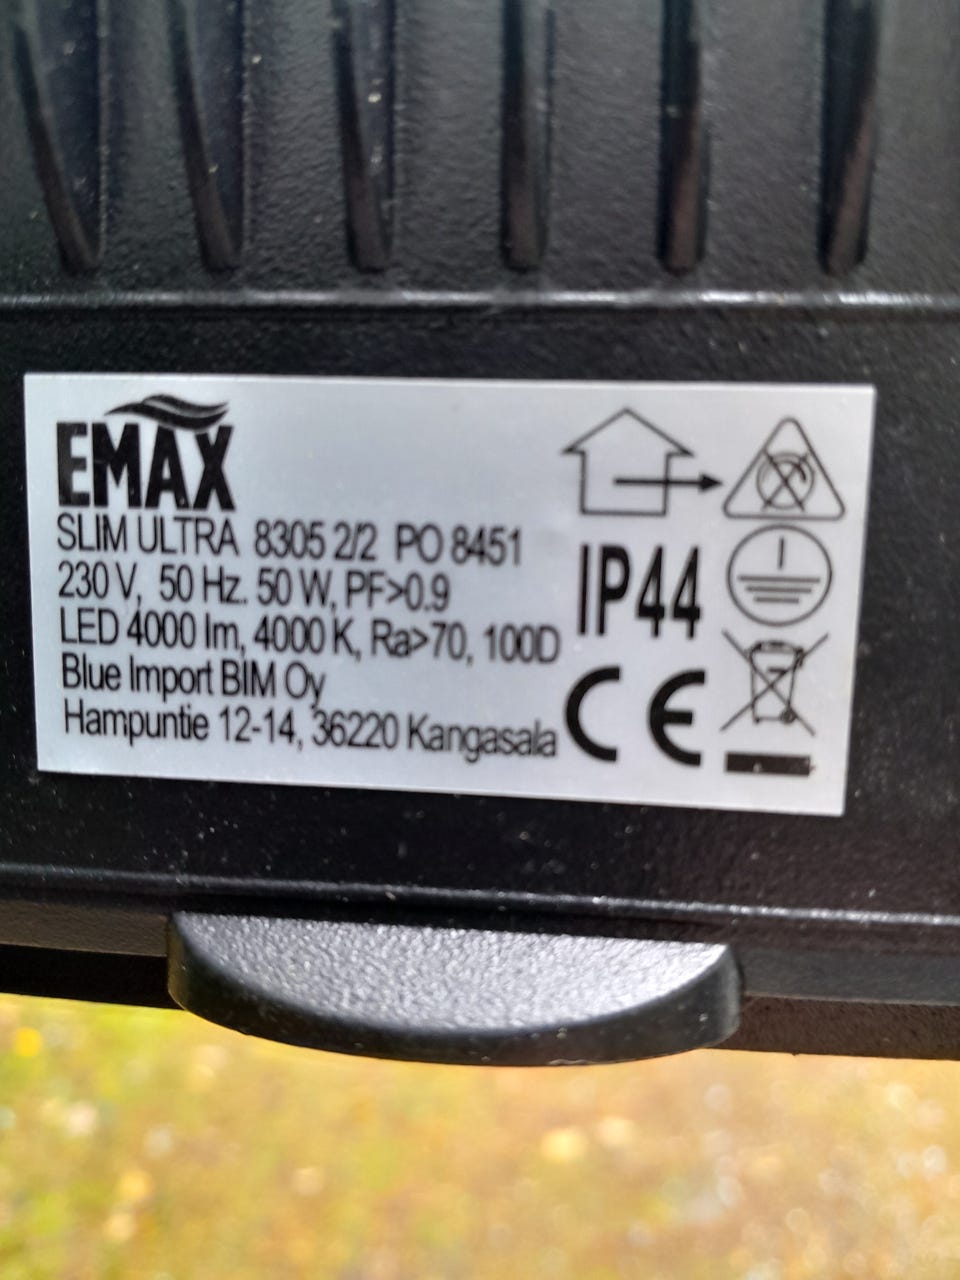 EMAX
SLIM ULTRA 8305 2/2 PO 8451
230 V, 50 Hz. 50 W, PF>0.9
LED 4000 lm, 4000 K, Ra>70, 100D
Blue Import BIM Oy
Hampuntie 12-14, 36220 Kangasala
IP44
CE